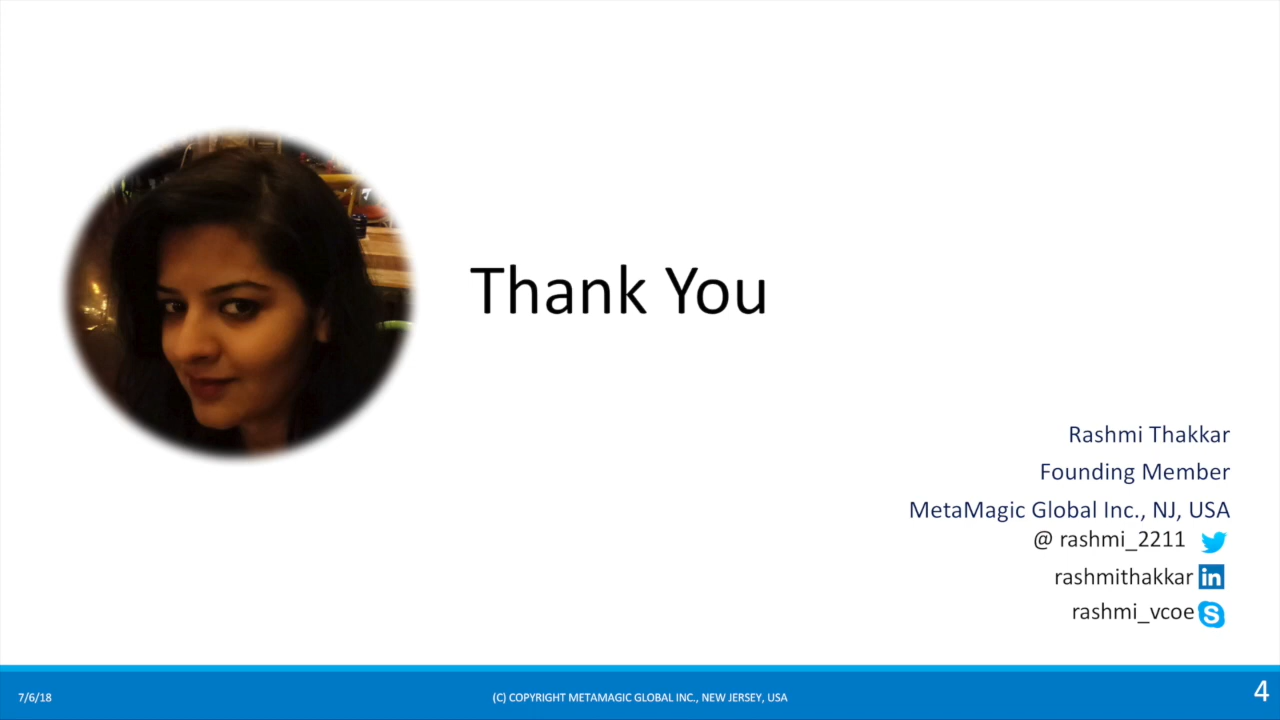 Thank You
Rashmi Thakkar
Founding Member
MetaMagic Global Inc., NJ, USA
@ rashmi_2211
rashmithakkar in
rashmi_vcoe S
7/6/18
(C) COPYRIGHT METAMAGIC GLOBAL INC., NEW JERSEY, USA
4